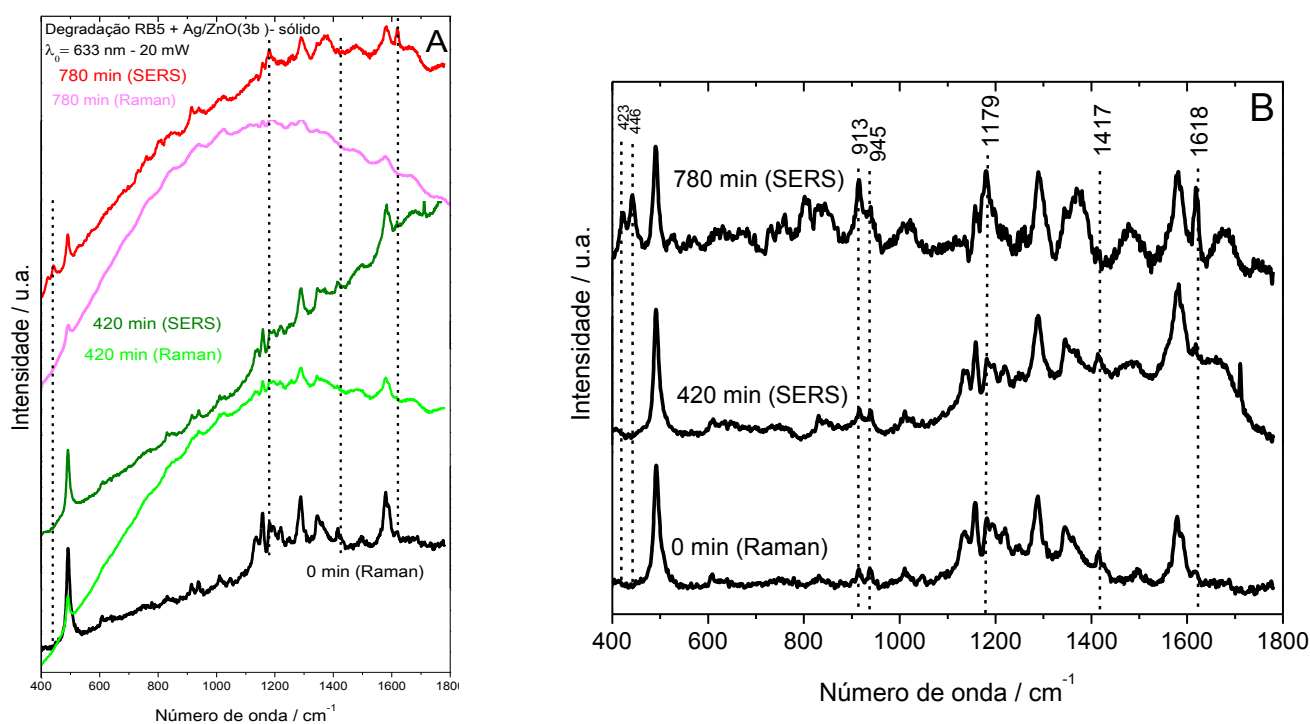 Degradação RB5 + Ag/ZnO(3b )- sólido
A
λ₀= 633 nm - 20 mW
780 min (SERS)
780 min (Raman)
420 min (SERS)
420 min (Raman)
0 min (Raman)
Intensidade / u.a.
400 600 800 1000 1200 1400 1600 1800
Número de onda / cm⁻¹
B
423
446
913
945
1179
1417
1618
780 min (SERS)
420 min (SERS)
0 min (Raman)
Intensidade / u.a.
400 600 800 1000 1200 1400 1600 1800
Número de onda / cm⁻¹